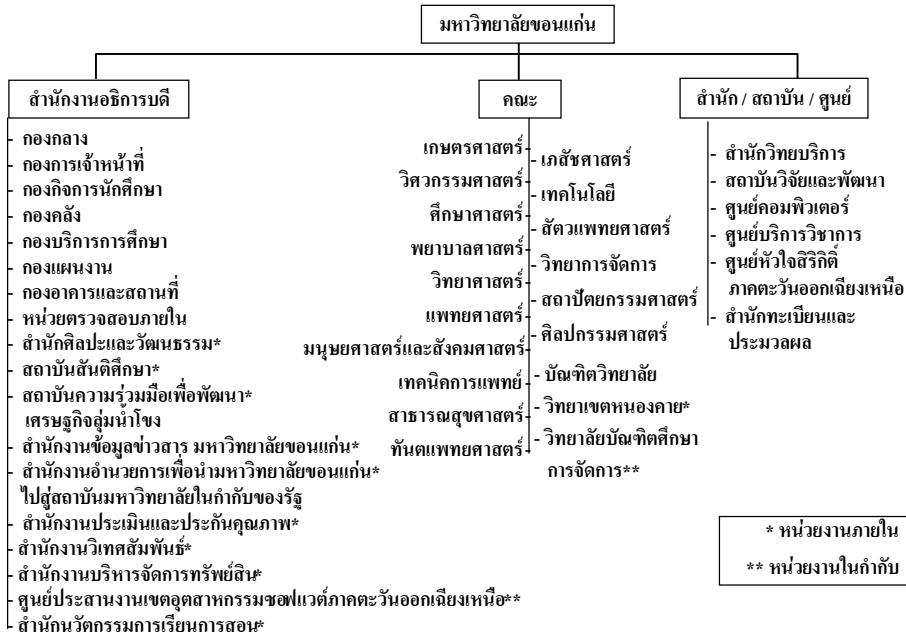 มหาวิทยาลัยขอนแก่น
สำนักงานอธิการบดี
- กองกลาง
- กองการเจ้าหน้าที่
- กองกิจการนักศึกษา
- กองคลัง
- กองบริการการศึกษา
- กองแผนงาน
- กองอาคารและสถานที่
- หน่วยตรวจสอบภายใน
- สำนักศิลปะและวัฒนธรรม*
- สถาบันสันติศึกษา*
- สถาบันความร่วมมือเพื่อพัฒนา*
เศรษฐกิจลุ่มน้ำโขง
- สำนักงานข้อมูลข่าวสาร มหาวิทยาลัยขอนแก่น*
- สำนักงานอำนวยการเพื่อนำมหาวิทยาลัยขอนแก่น*
ไปสู่สถาบันมหาวิทยาลัยในกำกับของรัฐ
- สำนักงานประเมินและประกันคุณภาพ*
- สำนักงานวิเทศสัมพันธ์*
- สำนักงานบริหารจัดการทรัพย์สิน*
- ศูนย์ประสานงานเขตอุตสาหกรรมซอฟแวต์ภาคตะวันออกเฉียงเหนือ**
- สำนักนวัตกรรมการเรียนการสอน*
คณะ
เกษตรศาสตร์-
วิศวกรรมศาสตร์-
ศึกษาศาสตร์-
พยาบาลศาสตร์-
วิทยาศาสตร์-
แพทยศาสตร์-
มนุษยศาสตร์และสังคมศาสตร์-
เทคนิคการแพทย์-
สาธารณสุขศาสตร์-
ทันตแพทยศาสตร์-
- เภสัชศาสตร์
- เทคโนโลยี
- สัตวแพทยศาสตร์
- วิทยาการจัดการ
- สถาปัตยกรรมศาสตร์
- ศิลปกรรมศาสตร์
- บัณฑิตวิทยาลัย
- วิทยาเขตหนองคาย*
- วิทยาลัยบัณฑิตศึกษา
การจัดการ**
สำนัก / สถาบัน / ศูนย์
- สำนักวิทยบริการ
- สถาบันวิจัยและพัฒนา
- ศูนย์คอมพิวเตอร์
- ศูนย์บริการวิชาการ
- ศูนย์หัวใจสิริกิติ์
ภาคตะวันออกเฉียงเหนือ
- สำนักทะเบียนและ
ประมวลผล
* หน่วยงานภายใน
** หน่วยงานในกำกับ